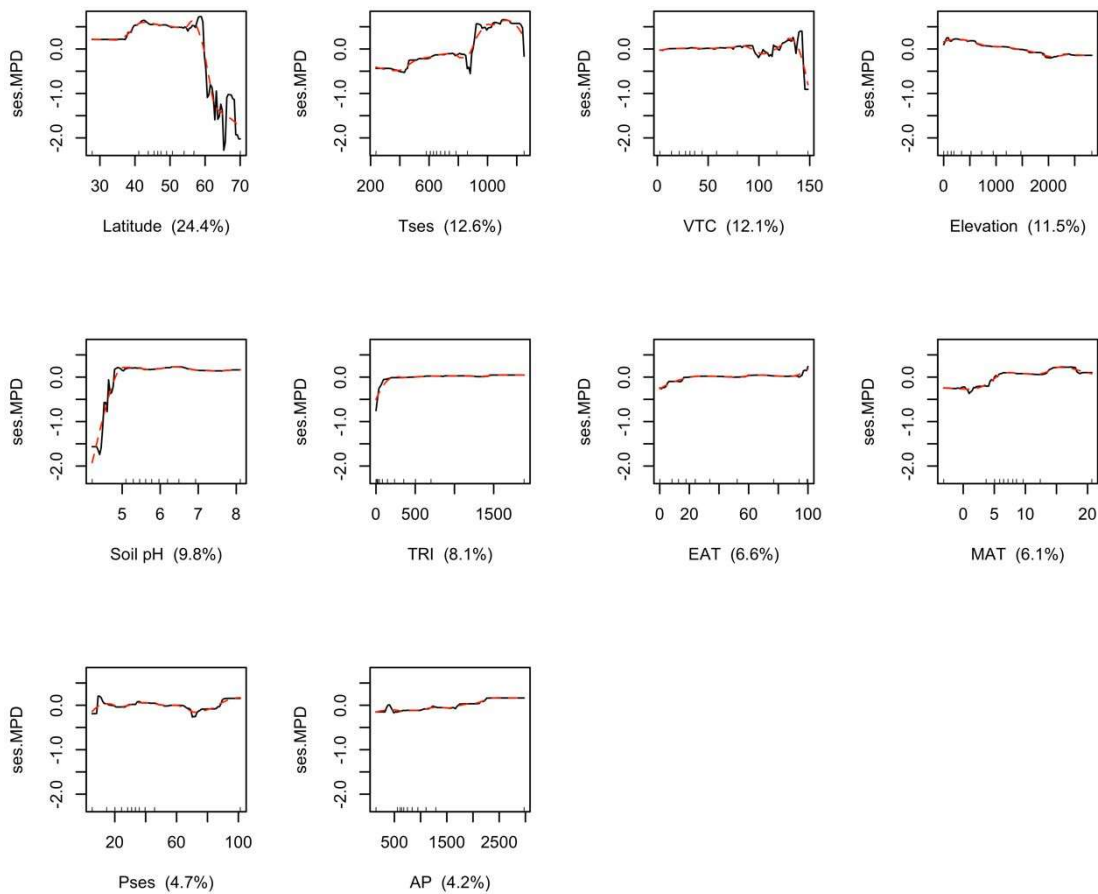 ses.MPD
0.0
-1.0
-2.0
30 40 50 60 70
Latitude (24.4%)
ses.MPD
0.0
-1.0
-2.0
200 600 1000
Tses (12.6%)
ses.MPD
0.0
-1.0
-2.0
0 50 100 150
VTC (12.1%)
ses.MPD
0.0
-1.0
-2.0
0 1000 2000
Elevation (11.5%)
ses.MPD
0.0
-1.0
-2.0
5 6 7 8
Soil pH (9.8%)
ses.MPD
0.0
-1.0
-2.0
0 500 1500
TRI (8.1%)
ses.MPD
0.0
-1.0
-2.0
0 20 40 60 80 100
EAT (6.6%)
ses.MPD
0.0
-1.0
-2.0
0 5 10 20
MAT (6.1%)
ses.MPD
0.0
-1.0
-2.0
20 60 100
Pses (4.7%)
ses.MPD
0.0
-1.0
-2.0
500 1500 2500
AP (4.2%)